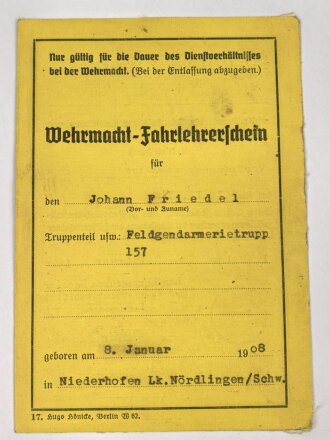 Nur gültig für die Dauer des Dienstverhältnisses
bei der Wehrmacht. (Bei der Entlassung abzugeben.)
Wehrmacht-Fahrlehrerschein
für
den Johann Friedel
(Vor- und Zuname)
Truppenteil usw.: Feldgendarmerietrupp
157
geboren am 8. Januar 1908
in Niederhofen Lk.Nördlingen/Schw.
17. Hugo Hönicke, Berlin W 62.